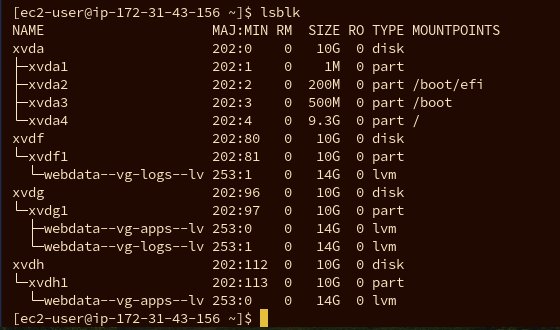 [ec2-user@ip-172-31-43-156 ~]$ lsblk
NAME                     MAJ:MIN RM  SIZE RO TYPE MOUNTPOINTS
xvda                     202:0    0   10G  0 disk
├─xvda1                  202:1    0    1M  0 part
├─xvda2                  202:2    0  200M  0 part /boot/efi
├─xvda3                  202:3    0  500M  0 part /boot
└─xvda4                  202:4    0  9.3G  0 part /
xvdf                     202:80   0   10G  0 disk
└─xvdf1                  202:81   0   10G  0 part
  └─webdata--vg-logs--lv 253:1    0   14G  0 lvm
xvdg                     202:96   0   10G  0 disk
└─xvdg1                  202:97   0   10G  0 part
  ├─webdata--vg-apps--lv 253:0    0   14G  0 lvm
  └─webdata--vg-logs--lv 253:1    0   14G  0 lvm
xvdh                     202:112  0   10G  0 disk
└─xvdh1                  202:113  0   10G  0 part
  └─webdata--vg-apps--lv 253:0    0   14G  0 lvm
[ec2-user@ip-172-31-43-156 ~]$